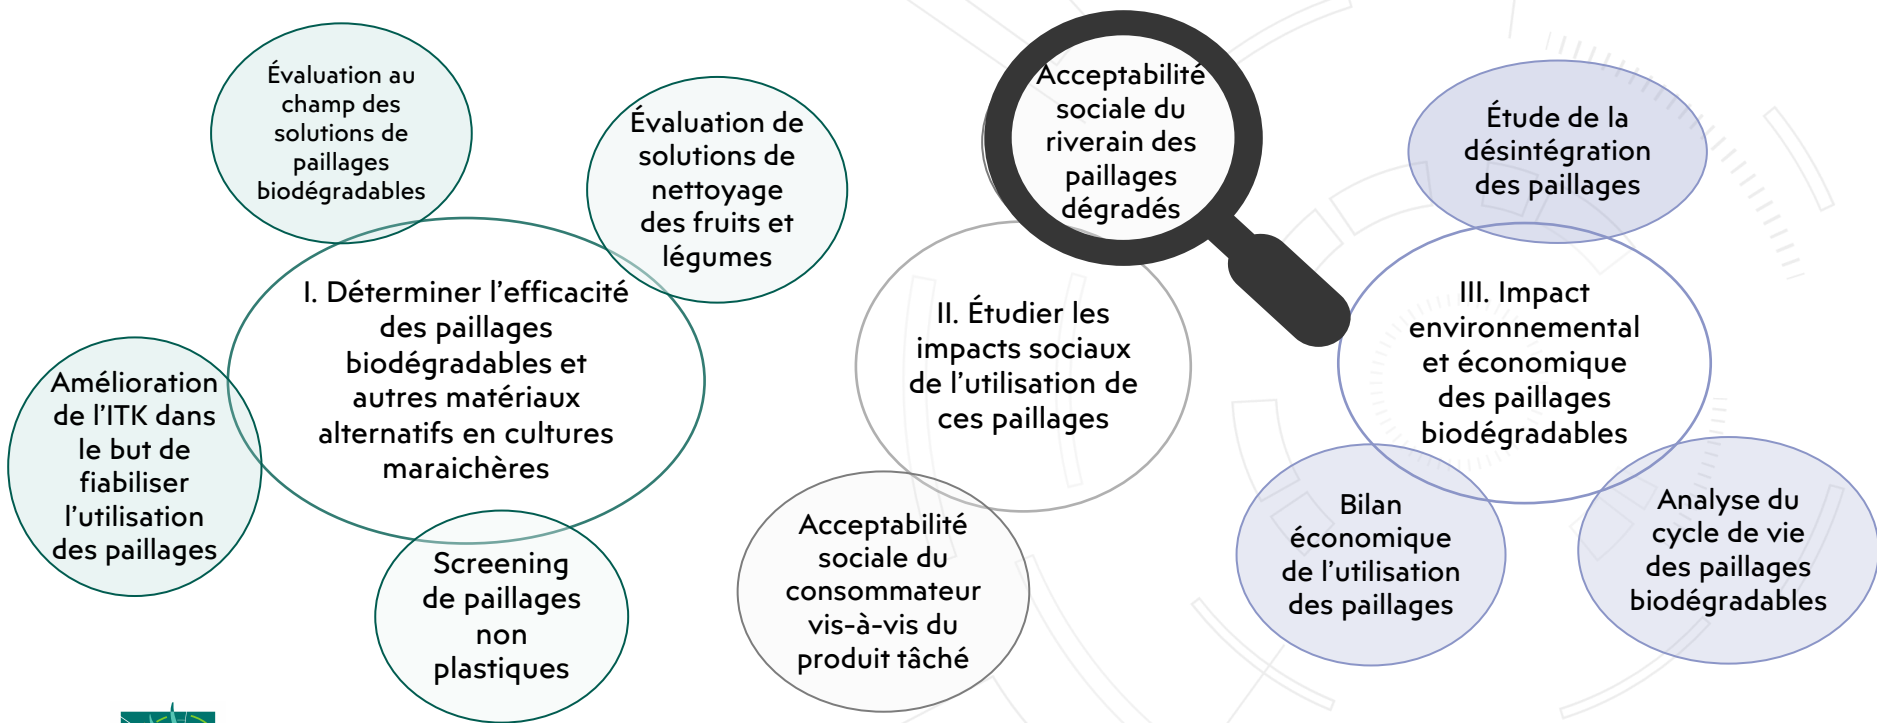 Évaluation au
champ des
solutions de
paillages
biodégradables
Évaluation de
solutions de
nettoyage
des fruits et
légumes
I. Déterminer l’efficacité
des paillages
biodégradables et
autres matériaux
alternatifs en cultures
maraichères
Amélioration
de l’ITK dans
le but de
fiabiliser
l’utilisation
des paillages
Screening
de paillages
non
plastiques
Acceptabilité
sociale du
riverain des
paillages
dégradés
II. Étudier les
impacts sociaux
de l’utilisation de
ces paillages
Acceptabilité
sociale du
consommateur
vis-à-vis du
produit tâché
Étude de la
désintégration
des paillages
III. Impact
environnemental
et économique
des paillages
biodégradables
Bilan
économique
de l’utilisation
des paillages
Analyse du
cycle de vie
des paillages
biodégradables